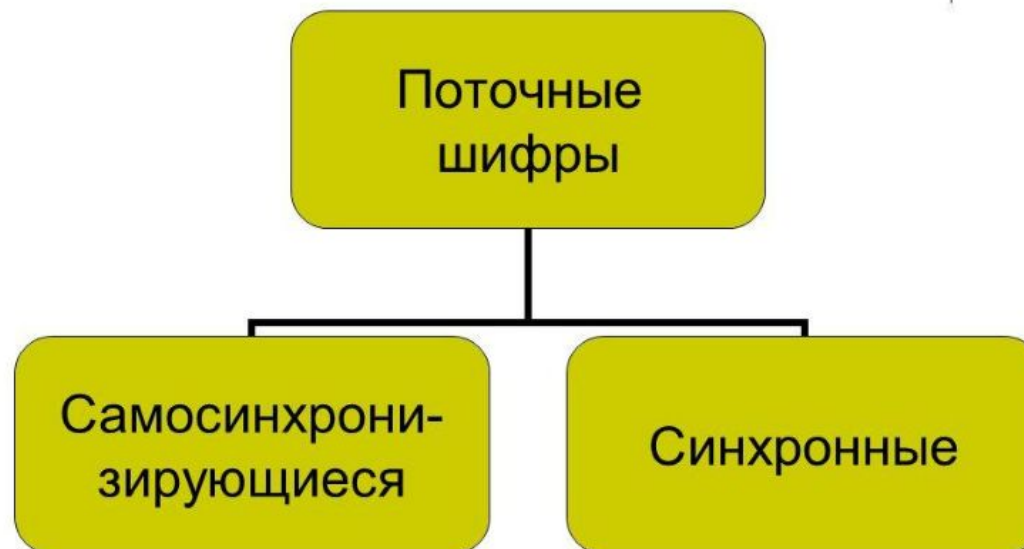 Поточные
шифры
Самосинхрони-
зирующиеся
Синхронные